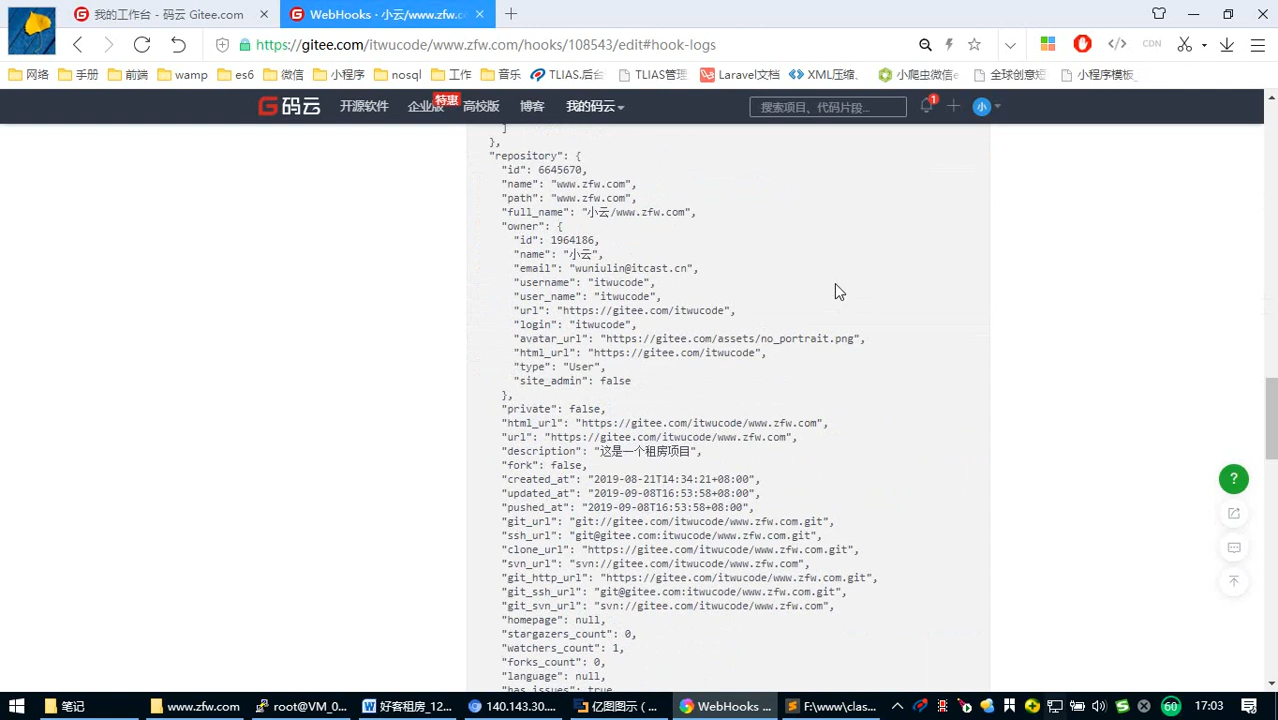 我的工作台 - 码云 Gitee.com
WebHooks · 小云/www.zfw.c
https://gitee.com/itwucode/www.zfw.com/hooks/108543/edit#hook-logs
CDN
网络 手册 前端 wamp es6 微信 小程序 nosql 工作 音乐 TLIAS.后台 TLIAS管理 Laravel文档 XML压缩、 小爬虫微信e 全球创意短 小程序模板_
码云 开源软件 企业版 特惠 高校版 博客 我的码云 搜索项目、代码片段... 1 小
]
},
"repository": {
"id": 6645670,
"name": "www.zfw.com",
"path": "www.zfw.com",
"full_name": "小云/www.zfw.com",
"owner": {
"id": 1964186,
"name": "小云",
"email": "wuniulin@itcast.cn",
"username": "itwucode",
"user_name": "itwucode",
"url": "https://gitee.com/itwucode",
"login": "itwucode",
"avatar_url": "https://gitee.com/assets/no_portrait.png",
"html_url": "https://gitee.com/itwucode",
"type": "User",
"site_admin": false
},
"private": false,
"html_url": "https://gitee.com/itwucode/www.zfw.com",
"url": "https://gitee.com/itwucode/www.zfw.com",
"description": "这是一个租房项目",
"fork": false,
"created_at": "2019-08-21T14:34:21+08:00",
"updated_at": "2019-09-08T16:53:58+08:00",
"pushed_at": "2019-09-08T16:53:58+08:00",
"git_url": "git://gitee.com/itwucode/www.zfw.com.git",
"ssh_url": "git@gitee.com:itwucode/www.zfw.com.git",
"clone_url": "https://gitee.com/itwucode/www.zfw.com.git",
"svn_url": "svn://gitee.com/itwucode/www.zfw.com",
"git_http_url": "https://gitee.com/itwucode/www.zfw.com.git",
"git_ssh_url": "git@gitee.com:itwucode/www.zfw.com.git",
"git_svn_url": "svn://gitee.com/itwucode/www.zfw.com",
"homepage": null,
"stargazers_count": 0,
"watchers_count": 1,
"forks_count": 0,
"language": null,
"has_issues": true,
笔记 www.zfw.com root@VM_0... 好客租房_12... 140.143.30.... 亿图图示 (... WebHooks ... F:\www\clas... 60 17:03